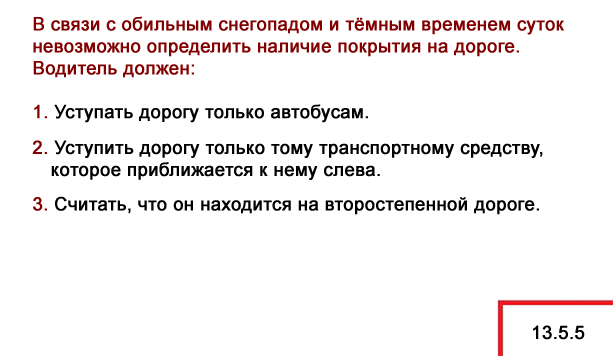 В связи с обильным снегопадом и тёмным временем суток
невозможно определить наличие покрытия на дороге.
Водитель должен:
1. Уступать дорогу только автобусам.
2. Уступить дорогу только тому транспортному средству,
которое приближается к нему слева.
3. Считать, что он находится на второстепенной дороге.
13.5.5